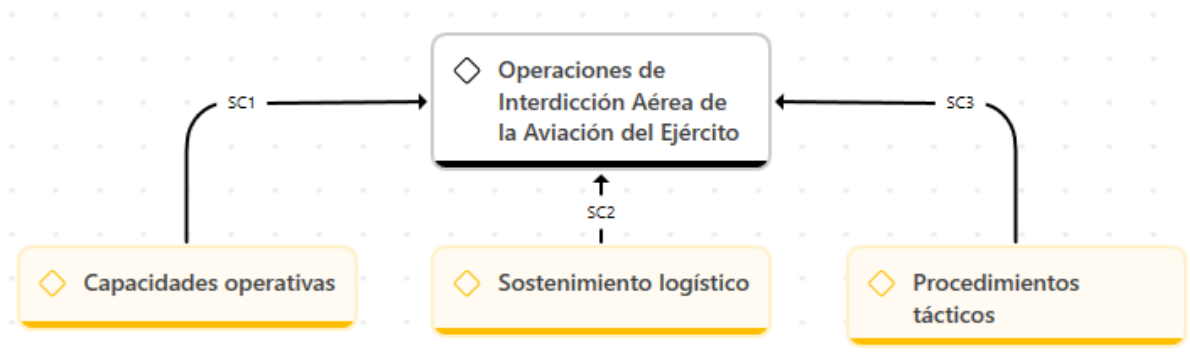 Operaciones de
Interdicción Aérea de
la Aviación del Ejército
SC1
SC3
SC2
Capacidades operativas
Sostenimiento logístico
Procedimientos
tácticos